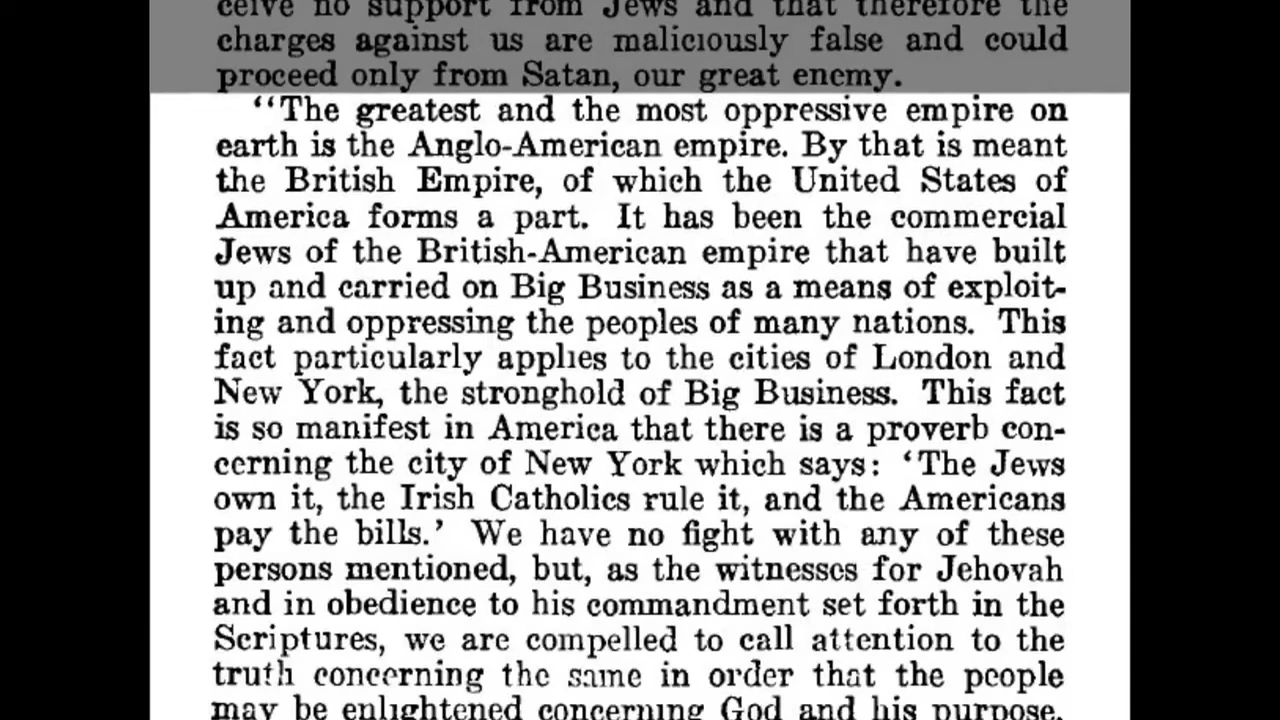 ceive no support from Jews and that therefore the
charges against us are maliciously false and could
proceed only from Satan, our great enemy.
“The greatest and the most oppressive empire on
earth is the Anglo-American empire. By that is meant
the British Empire, of which the United States of
America forms a part. It has been the commercial
Jews of the British-American empire that have built
up and carried on Big Business as a means of exploit-
ing and oppressing the peoples of many nations. This
fact particularly applies to the cities of London and
New York, the stronghold of Big Business. This fact
is so manifest in America that there is a proverb con-
cerning the city of New York which says: ‘The Jews
own it, the Irish Catholics rule it, and the Americans
pay the bills.’ We have no fight with any of these
persons mentioned, but, as the witnesses for Jehovah
and in obedience to his commandment set forth in the
Scriptures, we are compelled to call attention to the
truth concerning the same in order that the people
may be enlightened concerning God and his purpose.